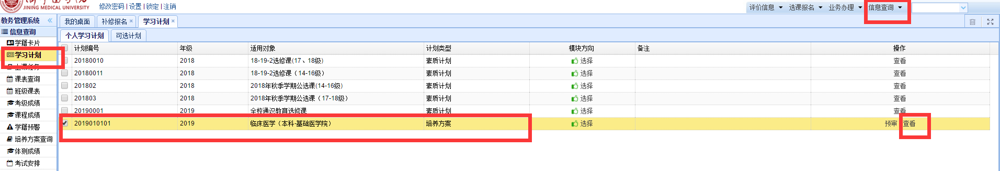 JINING MEDICAL UNIVERSITY
修改密码 | 设置 | 锁定 | 注销
评价信息 选课报名 业务办理 信息查询
教务管理系统 «
我的桌面 补修报名 × 学习计划 ×
信息查询
个人学习计划 可选计划
学籍卡片
学习计划
上课任务
课表查询
班级课表
考级成绩
课程成绩
学籍预警
培养方案查询
体测成绩
考试安排
计划编号 年级 适用对象 计划类型 模块方向 备注 操作
20180010 2018 18-19-2选修课(17、18级) 素质计划 选择 查看
20180011 2018 18-19-2选修课（14-16级） 素质计划 选择 查看
201802 2018 2018年秋季学期公选课(14-16级) 素质计划 选择 查看
201803 2018 2018年秋季学期公选课（17-18级） 素质计划 选择 查看
20190001 2019 全校通识教育选修课 素质计划 选择 查看
2019010101 2019 临床医学（本科-基础医学院） 培养方案 选择 预审 查看